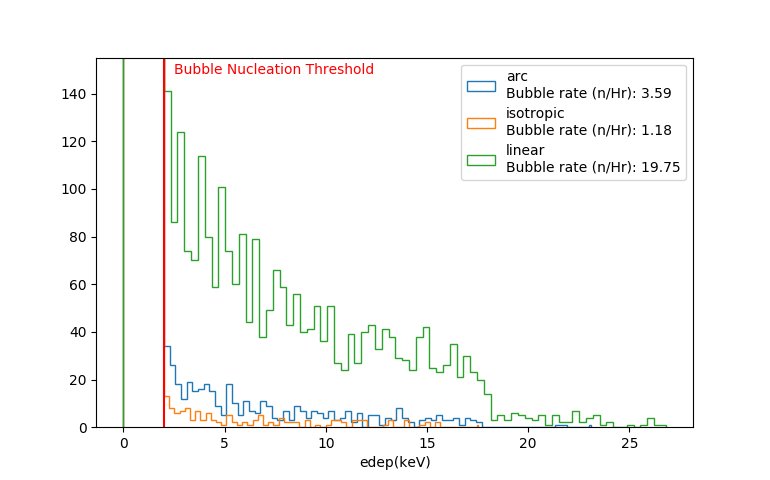 Bubble Nucleation Threshold
arc
Bubble rate (n/Hr): 3.59
isotropic
Bubble rate (n/Hr): 1.18
linear
Bubble rate (n/Hr): 19.75
140
120
100
80
60
40
20
0
0 5 10 15 20 25
edep(keV)